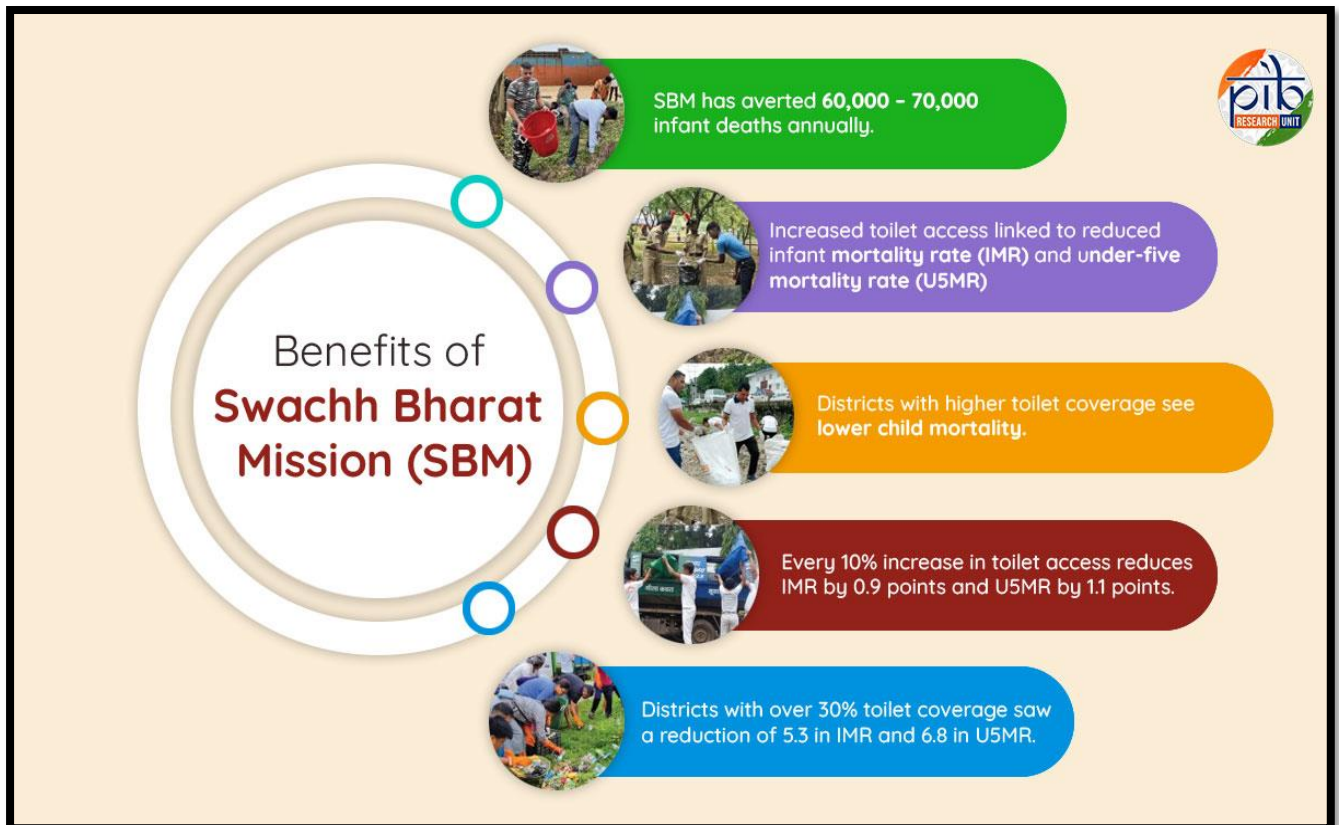 SBM has averted 60,000 – 70,000
infant deaths annually.
pib
RESEARCH UNIT
Increased toilet access linked to reduced
infant mortality rate (IMR) and under-five
mortality rate (U5MR)
Benefits of
Swachh Bharat
Mission (SBM)
Districts with higher toilet coverage see
lower child mortality.
Every 10% increase in toilet access reduces
IMR by 0.9 points and U5MR by 1.1 points.
Districts with over 30% toilet coverage saw
a reduction of 5.3 in IMR and 6.8 in U5MR.